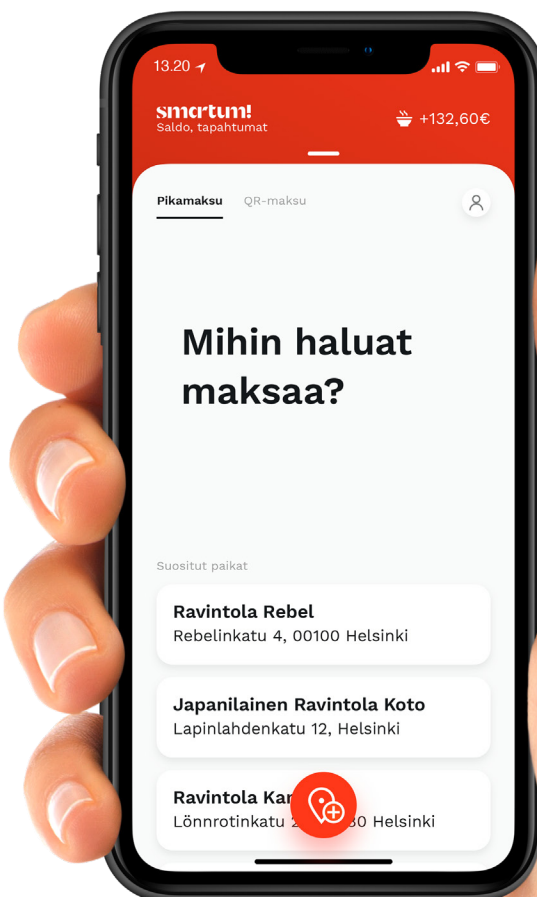 13.20
smartum!
Saldo, tapahtumat
+132,60€
Pikamaksu
QR-maksu
Mihin haluat
maksaa?
Suositut paikat
Ravintola Rebel
Rebelinkatu 4, 00100 Helsinki
Japanilainen Ravintola Koto
Lapinlahdenkatu 12, Helsinki
Ravintola
Lönnrotinkatu
Helsinki